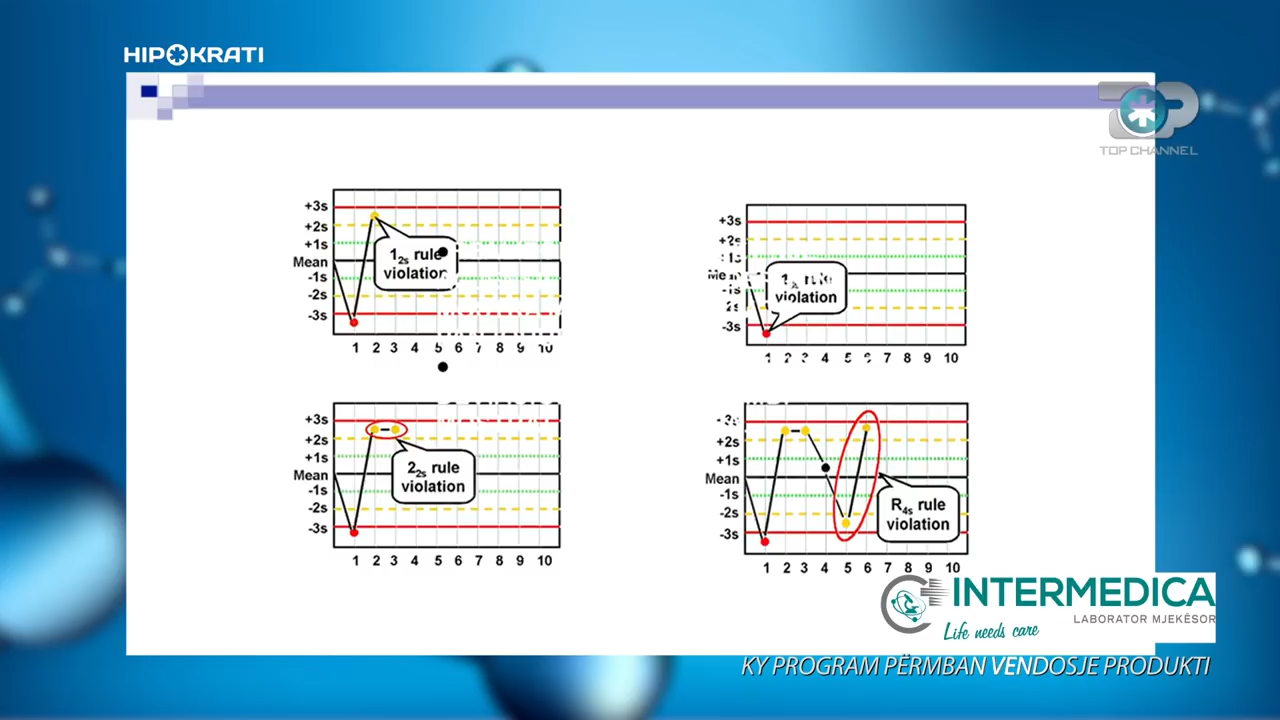 HIPOKRATI
TOP CHANNEL
+3s
+2s
+1s
Mean
-1s
-2s
-3s
1 2 3 4 5 6 7 8 9 10
12s rule
violation
+3s
+2s
+1s
-1s
-3s
1 2 3 4 5 6 7 8 9 10
rule
violation
+3s
+2s
+1s
Mean
-1s
-2s
-3s
1 2 3 4 5 6 7 8 9 10
22s rule
violation
+2s
+1s
Mean
-1s
-2s
-3s
1 2 3 4 5 6 7 8 9 10
R4s rule
violation
INTERMEDICA
LABORATOR MJEKËSOR
Life needs care
KY PROGRAM PËRMBAN VENDOSJE PRODUKTI